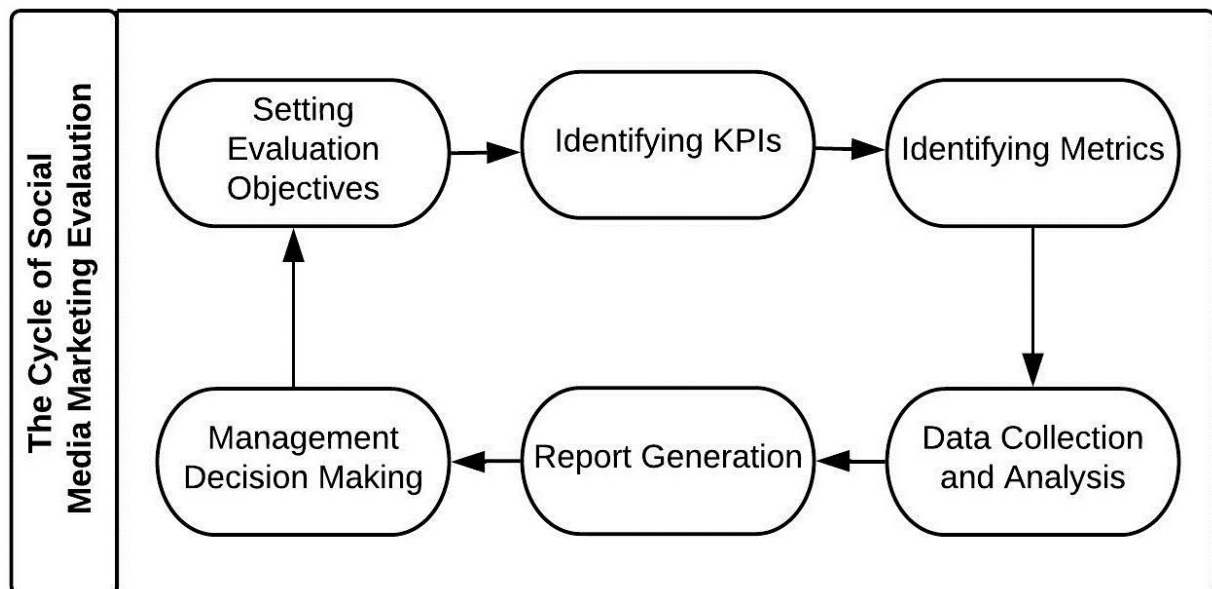 The Cycle of Social
Media Marketing Evalaution
Setting
Evaluation
Objectives
Identifying KPIs
Identifying Metrics
Management
Decision Making
Report Generation
Data Collection
and Analysis